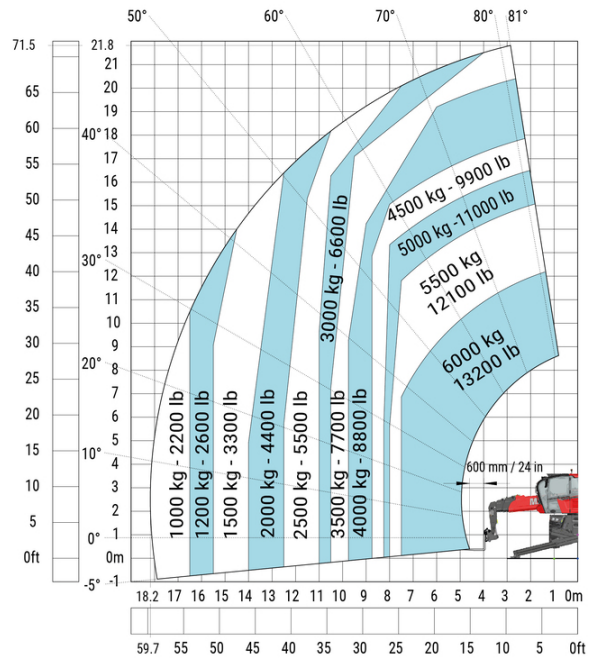 50° 60° 70° 80° 81°
71.5 21.8
21
65 20
19
60 40° 18
55 17
16
50 15
45 14
13
40 30° 12
11
35 10
30 9
20° 8
25 7
20 6
5
15 10° 4
10 3
2
5 0° 1
0ft 0m
-5° -1
1000 kg - 2200 lb
1200 kg - 2600 lb
1500 kg - 3300 lb
2000 kg - 4400 lb
2500 kg - 5500 lb
3000 kg - 6600 lb
3500 kg - 7700 lb
4000 kg - 8800 lb
4500 kg - 9900 lb
5000 kg -11000 lb
5500 kg
12100 lb
6000 kg
13200 lb
600 mm / 24 in
18.2 17 16 15 14 13 12 11 10 9 8 7 6 5 4 3 2 1 0m
59.7 55 50 45 40 35 30 25 20 15 10 5 0ft